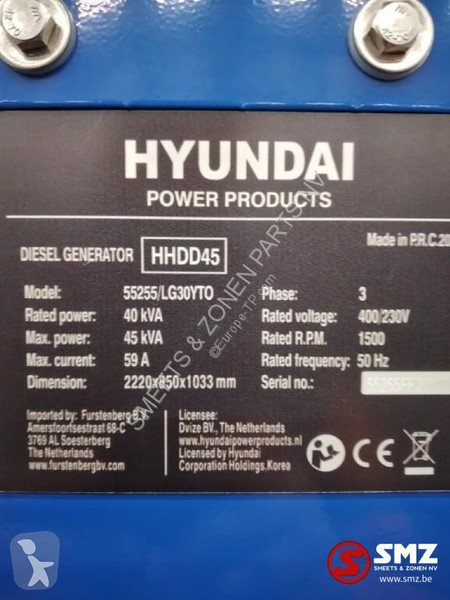 HYUNDAI
POWER PRODUCTS
Made in P.R.C.20
DIESEL GENERATOR HHDD45
Model: 55255/LG30YTO Phase: 3
Rated power: 40 kVA Rated voltage: 400/230V
Max. power: 45 kVA Rated R.P.M. 1500
Max. current: 59 A Rated frequency: 50 Hz
Dimension: 2220x850x1033 mm Serial no.:
Imported by: Furstenberg B.V.
Amersfoortsestraat 68-C
3769 AL Soesterberg
The Netherlands
www.furstenbergbv.com
Licensee:
Dvize BV, The Netherlands
www.hyundaipowerproducts.nl
Licensed by Hyundai
Corporation Holdings, Korea
CE
SMEETS & ZONEN PARTS NV
©Europe-TP.com
SMZ
SMEETS & ZONEN NV
www.smz.be